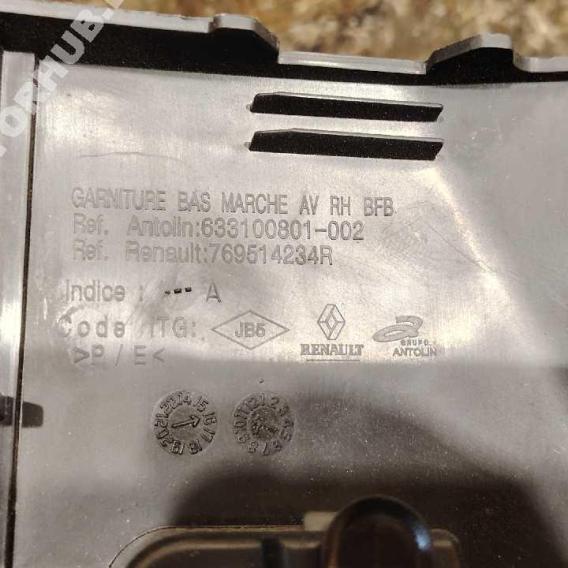 GARNITURE BAS MARCHE AV RH BFB
Ref. Antolin:633100801-002
Ref. Renault:769514234R
Indice : --- A
Code ITG: JB5
RENAULT
GRUPO ANTOLIN
>P/E<